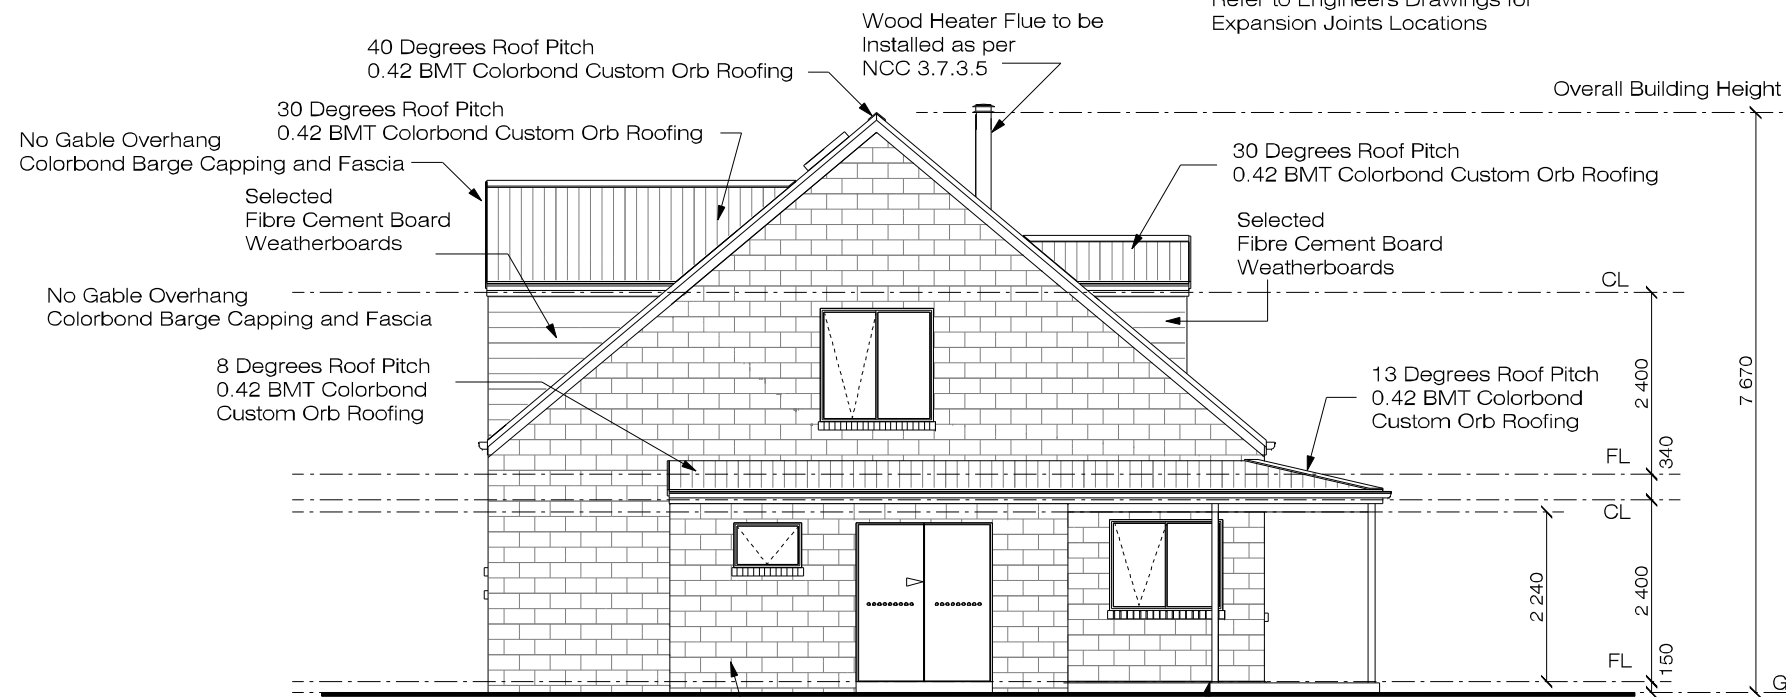 Refer to Engineers Drawings for
Expansion Joints Locations
Wood Heater Flue to be
Installed as per
NCC 3.7.3.5
40 Degrees Roof Pitch
0.42 BMT Colorbond Custom Orb Roofing
Overall Building Height
30 Degrees Roof Pitch
0.42 BMT Colorbond Custom Orb Roofing
No Gable Overhang
Colorbond Barge Capping and Fascia
30 Degrees Roof Pitch
0.42 BMT Colorbond Custom Orb Roofing
Selected
Fibre Cement Board
Weatherboards
Selected
Fibre Cement Board
Weatherboards
CL
No Gable Overhang
Colorbond Barge Capping and Fascia
8 Degrees Roof Pitch
0.42 BMT Colorbond
Custom Orb Roofing
13 Degrees Roof Pitch
0.42 BMT Colorbond
Custom Orb Roofing
2 400
7 670
FL
340
CL
2 240
2 400
FL
150
G